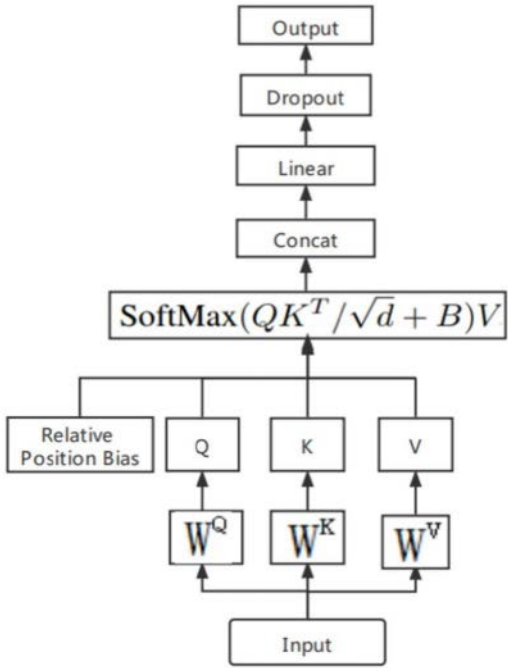 Output
Dropout
Linear
Concat
SoftMax(QK^T/√d + B)V
Relative
Position Bias
Q
K
V
W^Q
W^K
W^V
Input